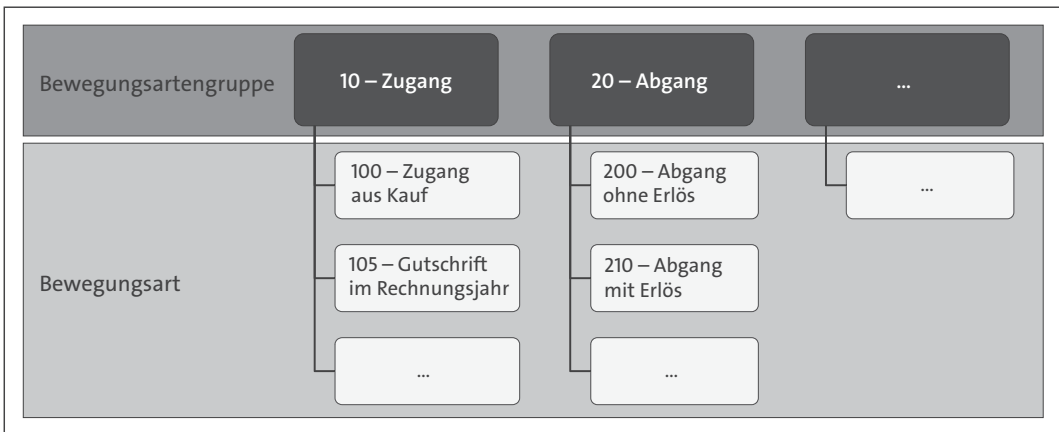 Bewegungsartengruppe
10 – Zugang
20 – Abgang
...
Bewegungsart
100 – Zugang
aus Kauf
105 – Gutschrift
im Rechnungsjahr
...
200 – Abgang
ohne Erlös
210 – Abgang
mit Erlös
...
...